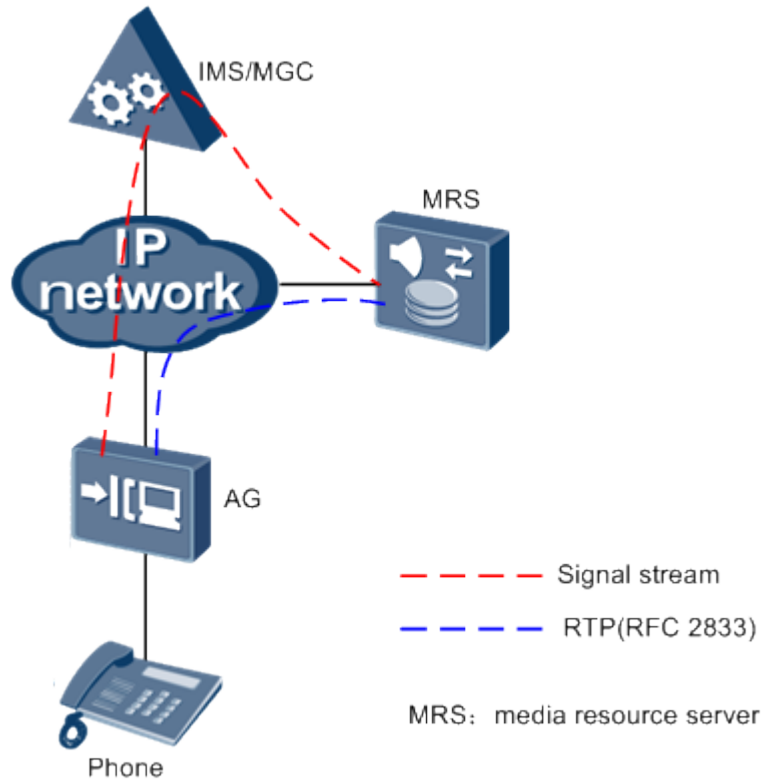 IMS/MGC
MRS
IP
network
AG
Signal stream
RTP(RFC 2833)
MRS: media resource server
Phone